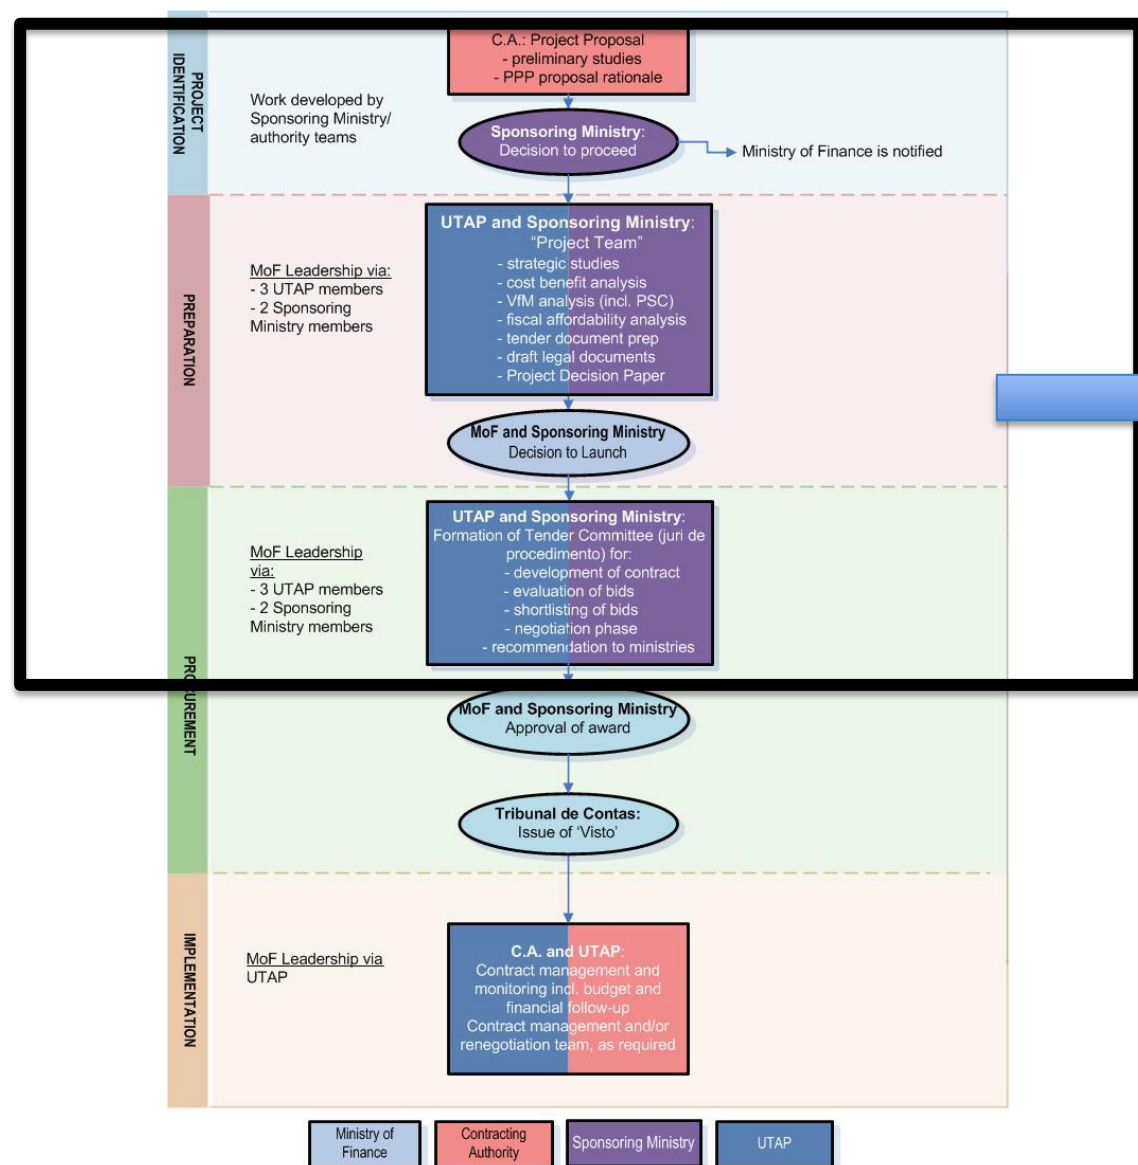 PROJECT
IDENTIFICATION
Work developed by
Sponsoring Ministry/
authority teams
C.A.: Project Proposal
- preliminary studies
- PPP proposal rationale
Sponsoring Ministry:
Decision to proceed
Ministry of Finance is notified
PREPARATION
MoF Leadership via:
- 3 UTAP members
- 2 Sponsoring
Ministry members
UTAP and Sponsoring Ministry:
"Project Team"
- strategic studies
- cost benefit analysis
- VfM analysis (incl. PSC)
- fiscal affordability analysis
- tender document prep
- draft legal documents
- Project Decision Paper
MoF and Sponsoring Ministry
Decision to Launch
PROCUREMENT
MoF Leadership
via:
- 3 UTAP members
- 2 Sponsoring
Ministry members
UTAP and Sponsoring Ministry:
Formation of Tender Committee (juri de
procedimento) for:
- development of contract
- evaluation of bids
- shortlisting of bids
- negotiation phase
- recommendation to ministries
MoF and Sponsoring Ministry
Approval of award
Tribunal de Contas:
Issue of 'Visto'
IMPLEMENTATION
MoF Leadership via
UTAP
C.A. and UTAP:
Contract management and
monitoring incl. budget and
financial follow-up
Contract management and/or
renegotiation team, as required
Ministry of
Finance
Contracting
Authority
Sponsoring Ministry
UTAP